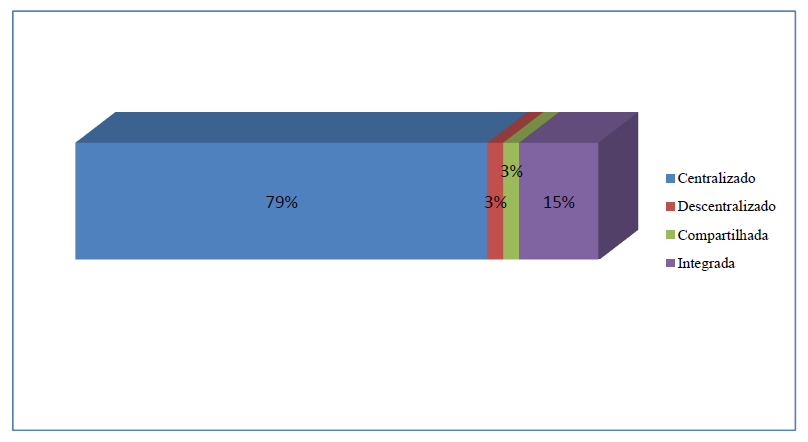 3%
79%
3%
15%
Centralizado
Descentralizado
Compartilhada
Integrada